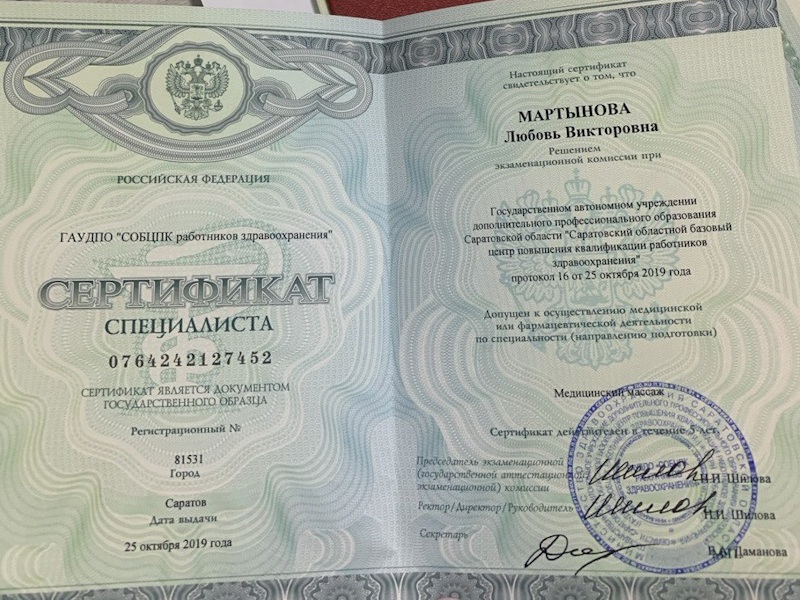 РОССИЙСКАЯ ФЕДЕРАЦИЯ
ГАУДПО "СОБЦПК работников здравоохранения"
СЕРТИФИКАТ
СПЕЦИАЛИСТА
0764242127452
СЕРТИФИКАТ ЯВЛЯЕТСЯ ДОКУМЕНТОМ
ГОСУДАРСТВЕННОГО ОБРАЗЦА
Регистрационный №
81531
Город
Саратов
Дата выдачи
25 октября 2019 года
Настоящий сертификат
свидетельствует о том, что
МАРТЫНОВА
Любовь Викторовна
Решением
экзаменационной комиссии при
Государственном автономном учреждении
дополнительного профессионального образования
Саратовской области "Саратовский областной базовый
центр повышения квалификации работников
здравоохранения"
протокол 16 от 25 октября 2019 года
Допущен к осуществлению медицинской
или фармацевтической деятельности
по специальности (направлению подготовки)
Медицинский массаж
Сертификат действителен в течение 5 лет.
Председатель экзаменационной
(государственной аттестационной
экзаменационной) комиссии
Н.И. Шилова
Ректор/Директор/Руководитель
Н.И. Шилова
Секретарь
Даманова
ЗДРАВООХРАНЕНИЯ